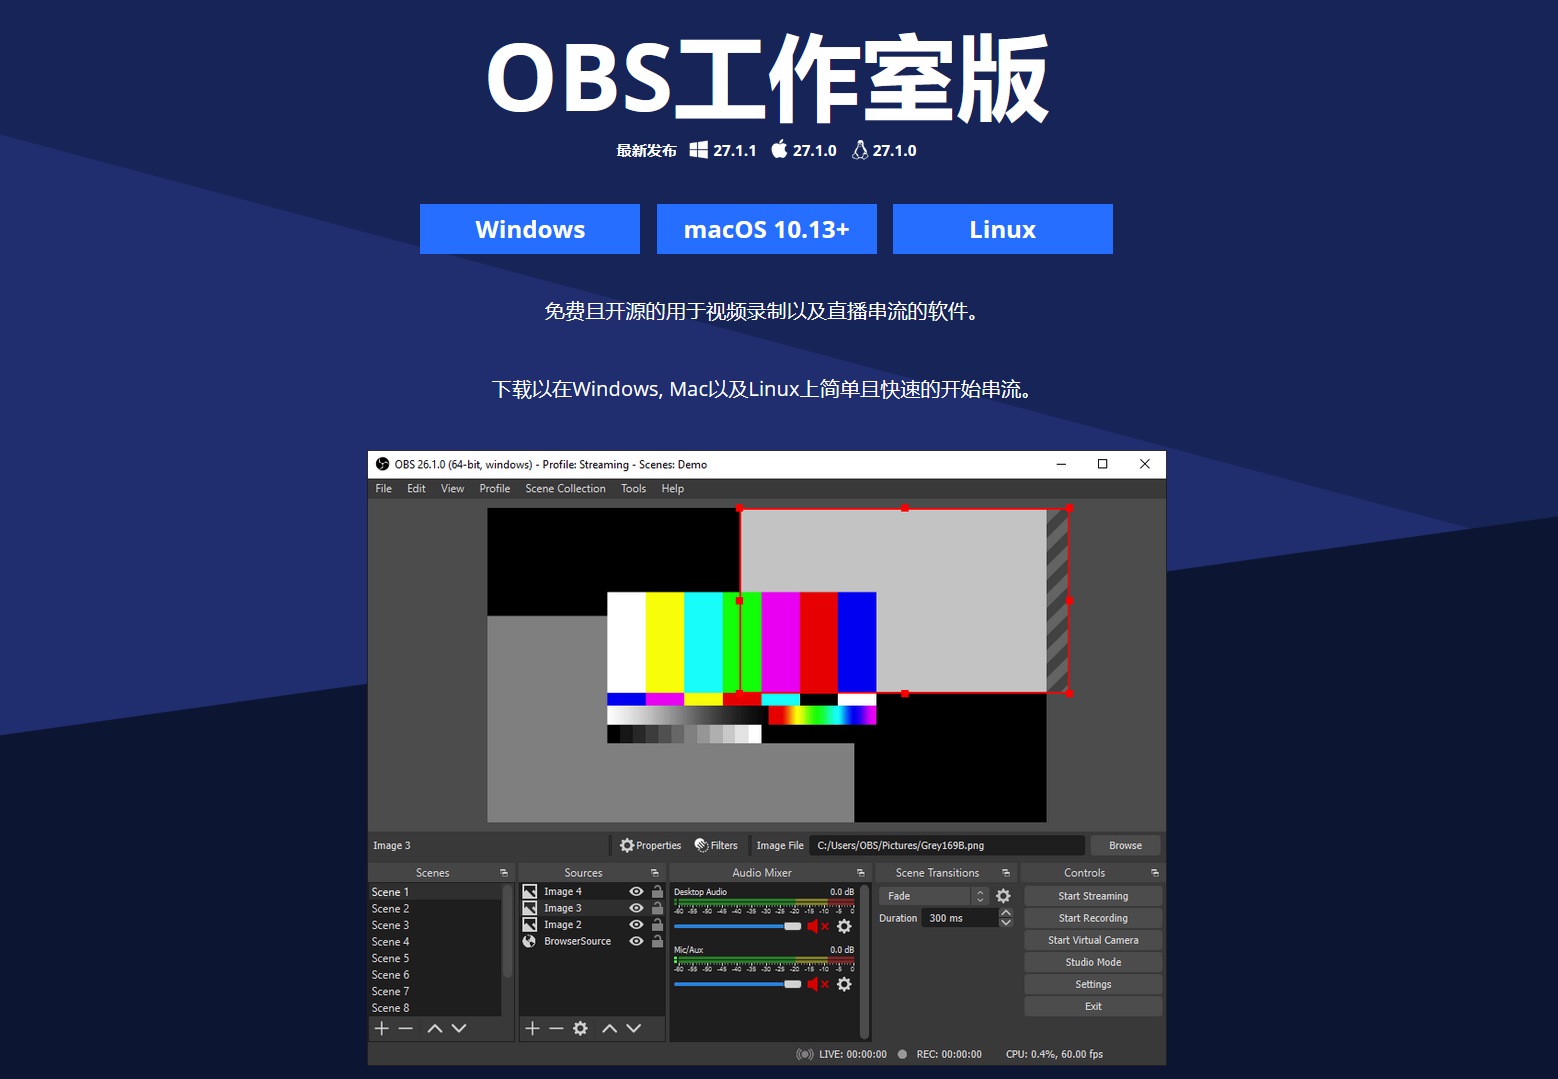 OBS工作室版
最新发布 27.1.1 27.1.0 27.1.0
Windows macOS 10.13+ Linux
免费且开源的用于视频录制以及直播串流的软件。
下载以在Windows, Mac以及Linux上简单且快速的开始串流。
OBS 26.1.0 (64-bit, windows) - Profile: Streaming - Scenes: Demo
File Edit View Profile Scene Collection Tools Help
Image 3 Properties Filters Image File C:/Users/OBS/Pictures/Grey169B.png Browse
Scenes
Scene 1
Scene 2
Scene 3
Scene 4
Scene 5
Scene 6
Scene 7
Scene 8
Sources
Image 4
Image 3
Image 2
BrowserSource
Audio Mixer
Desktop Audio 0.0 dB
-60 -55 -50 -45 -40 -35 -30 -25 -20 -15 -10 -5 0
Mic/Aux 0.0 dB
-60 -55 -50 -45 -40 -35 -30 -25 -20 -15 -10 -5 0
Scene Transitions
Fade
Duration 300 ms
Controls
Start Streaming
Start Recording
Start Virtual Camera
Studio Mode
Settings
Exit
LIVE: 00:00:00 REC: 00:00:00 CPU: 0.4%, 60.00 fps